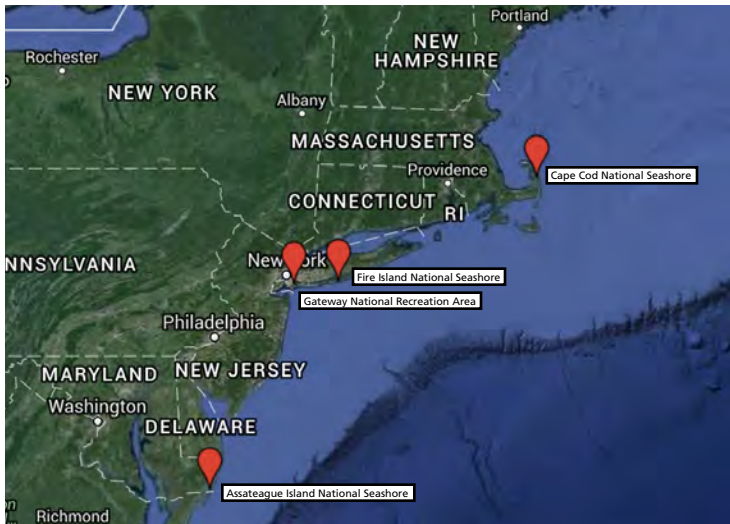 Portland
NEW
HAMPSHIRE
Rochester
NEW YORK
Albany
MASSACHUSETTS
Providence
Cape Cod National Seashore
CONNECTICUT
RI
NNSYLVANIA
New York
Fire Island National Seashore
Gateway National Recreation Area
Philadelphia
MARYLAND
NEW JERSEY
Washington
DELAWARE
Assateague Island National Seashore
Richmond